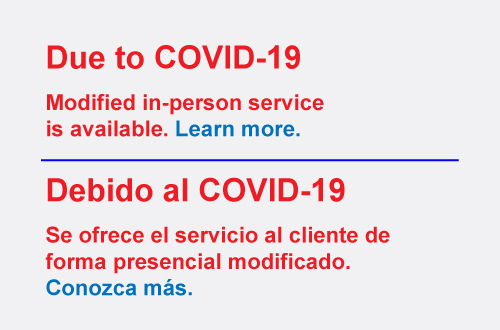 Due to COVID-19
Modified in-person service
is available. Learn more.
Debido al COVID-19
Se ofrece el servicio al cliente de
forma presencial modificado.
Conozca más.